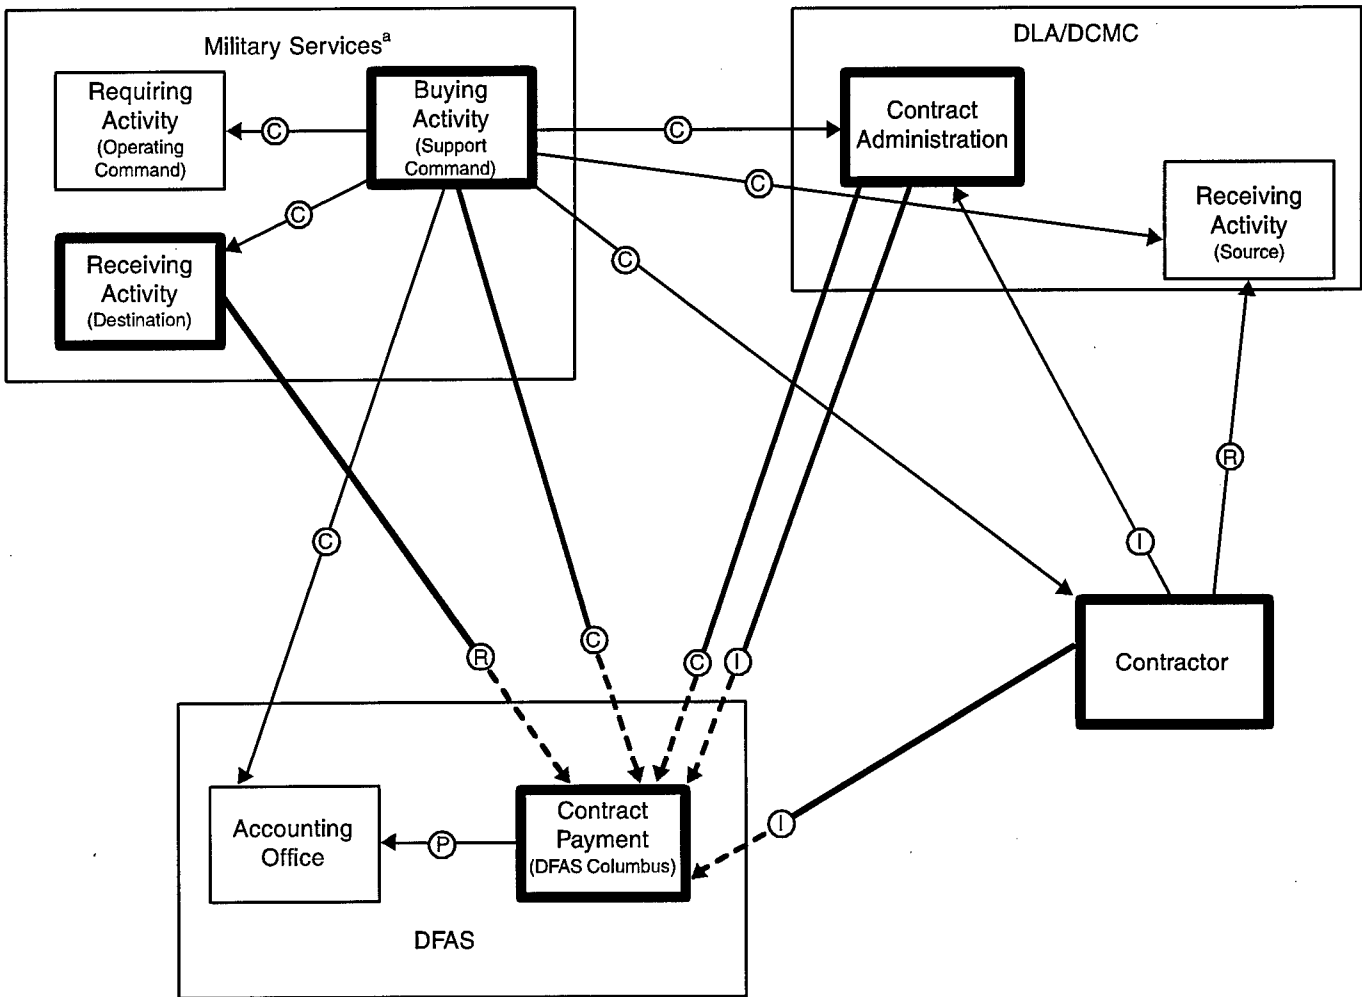 Military Servicesª
Requiring
Activity
(Operating
Command)
Buying
Activity
(Support
Command)
Receiving
Activity
(Destination)
DLA/DCMC
Contract
Administration
Receiving
Activity
(Source)
C
C
C
C
C
C
I
R
C
R
C
C
I
Contractor
I
Accounting
Office
P
Contract
Payment
(DFAS Columbus)
DFAS